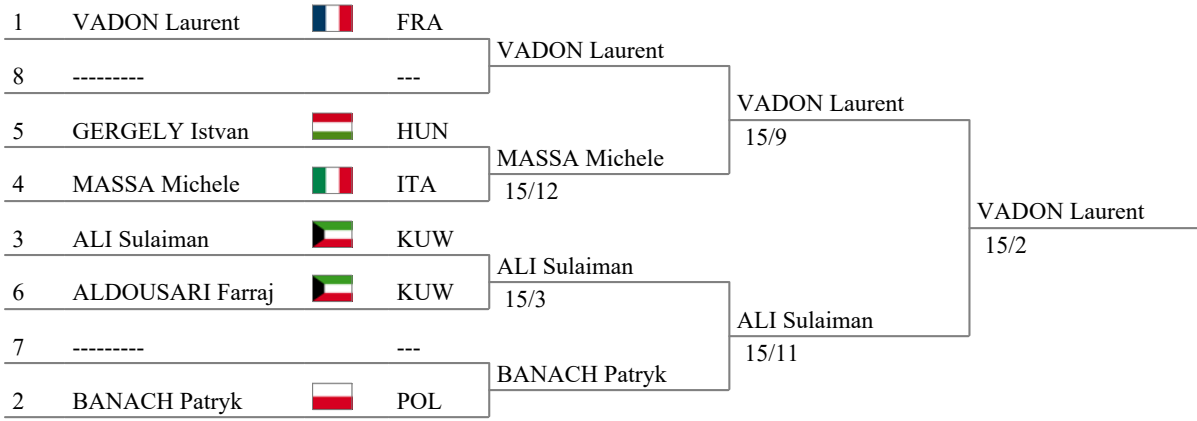 1 VADON Laurent FRA
VADON Laurent
8 --------- ---
VADON Laurent
15/9
5 GERGELY Istvan HUN
MASSA Michele
15/12
4 MASSA Michele ITA
VADON Laurent
15/2
3 ALI Sulaiman KUW
ALI Sulaiman
15/3
6 ALDOUSARI Farraj KUW
ALI Sulaiman
15/11
7 --------- ---
BANACH Patryk
2 BANACH Patryk POL